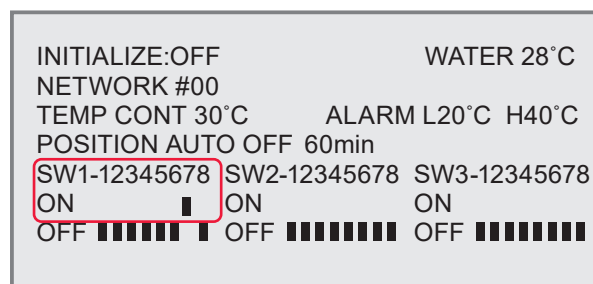 INITIALIZE:OFF WATER 28°C
NETWORK #00
TEMP CONT 30°C ALARM L20°C H40°C
POSITION AUTO OFF 60min
SW1-12345678 SW2-12345678 SW3-12345678
ON ON ON
OFF OFF OFF